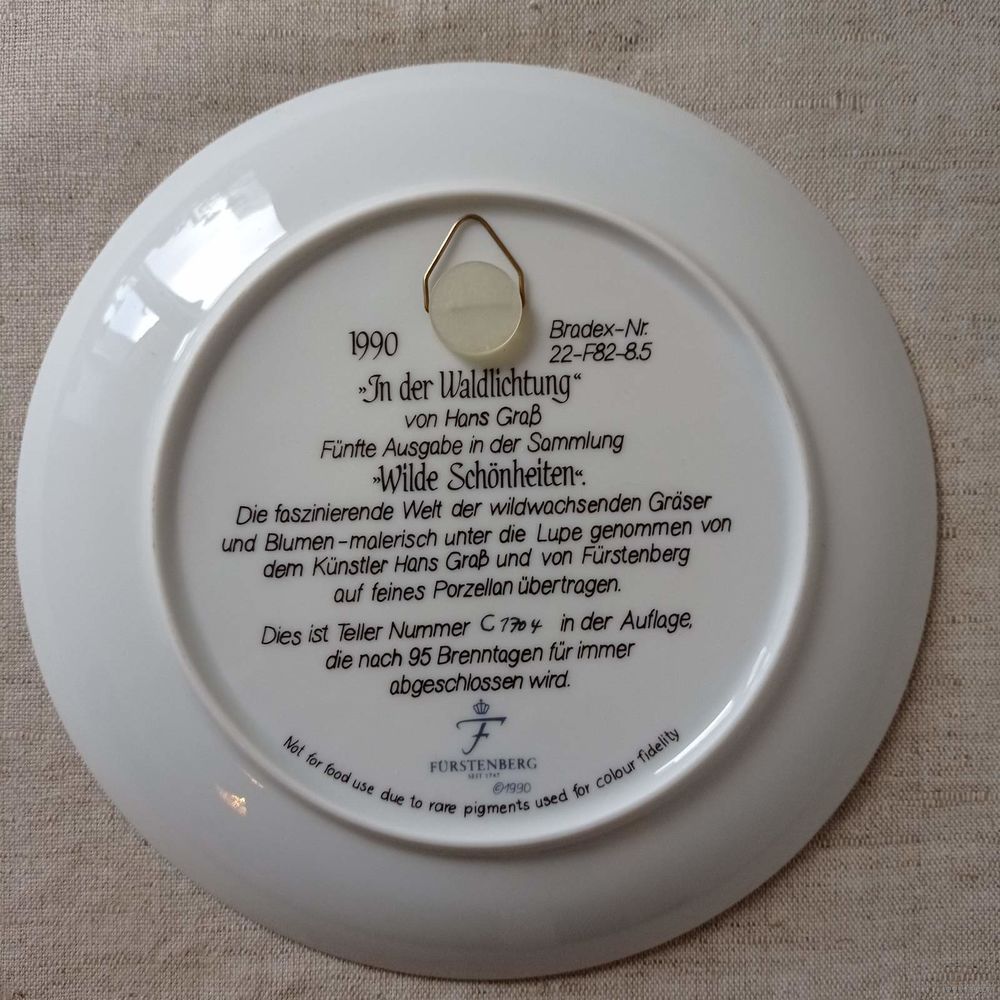 1990
Bradex-Nr.
22-F82-8.5
»In der Waldlichtung“
von Hans Graß
Fünfte Ausgabe in der Sammlung
»Wilde Schönheiten«.
Die faszinierende Welt der wildwachsenden Gräser
und Blumen-malerisch unter die Lupe genommen von
dem Künstler Hans Graß und von Fürstenberg
auf feines Porzellan übertragen.
Dies ist Teller Nummer C1704 in der Auflage,
die nach 95 Brenntagen für immer
abgeschlossen wird.
F
FÜRSTENBERG
SEIT 1747
©1990
Not for food use due to rare pigments used for colour fidelity